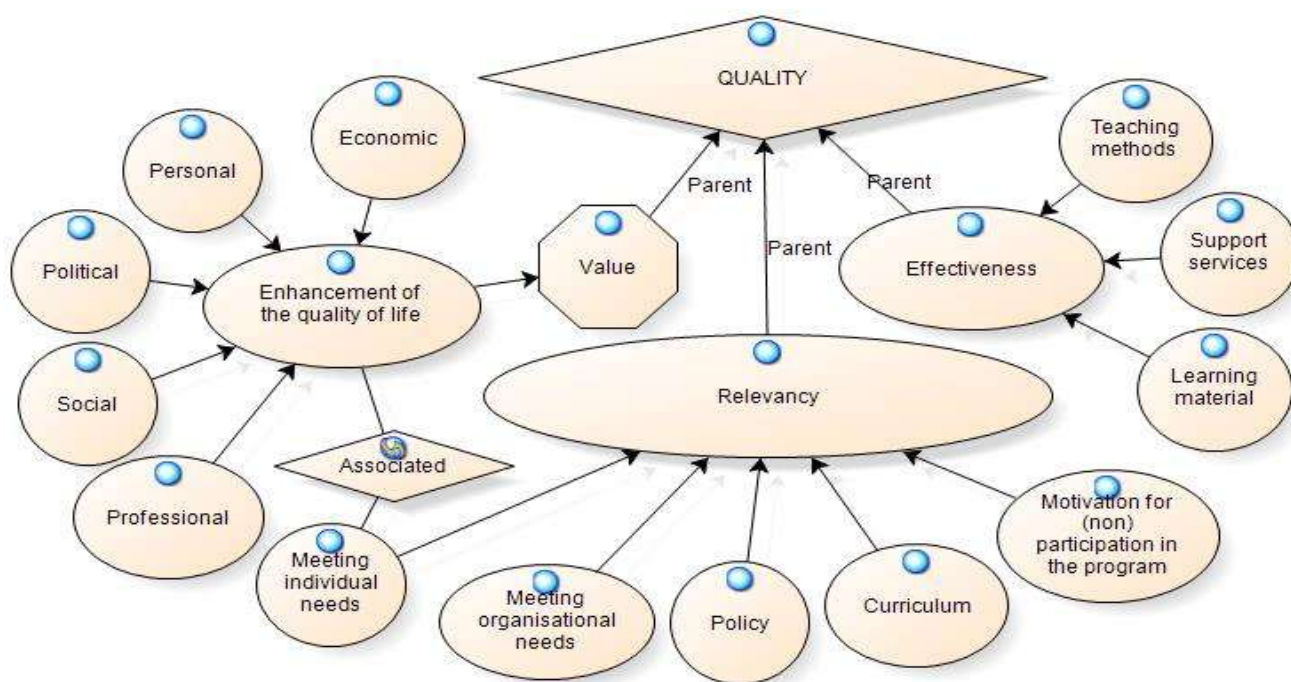 QUALITY
Economic
Personal
Teaching
methods
Parent
Parent
Parent
Value
Political
Enhancement of
the quality of life
Effectiveness
Support
services
Social
Relevancy
Learning
material
Associated
Professional
Meeting
individual
needs
Meeting
organisational
needs
Policy
Curriculum
Motivation for
(non)
participation in
the program